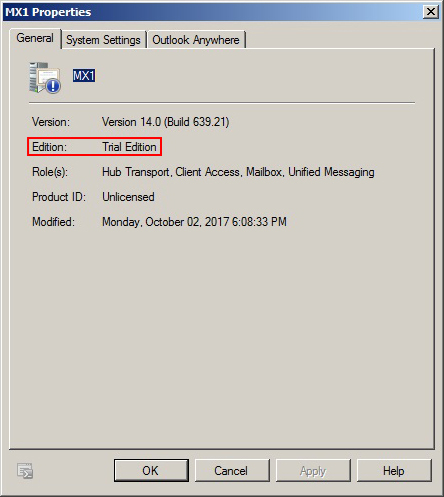 MX1 Properties
General System Settings Outlook Anywhere
MX1
Version: Version 14.0 (Build 639.21)
Edition: Trial Edition
Role(s): Hub Transport, Client Access, Mailbox, Unified Messaging
Product ID: Unlicensed
Modified: Monday, October 02, 2017 6:08:33 PM
OK Cancel Apply Help